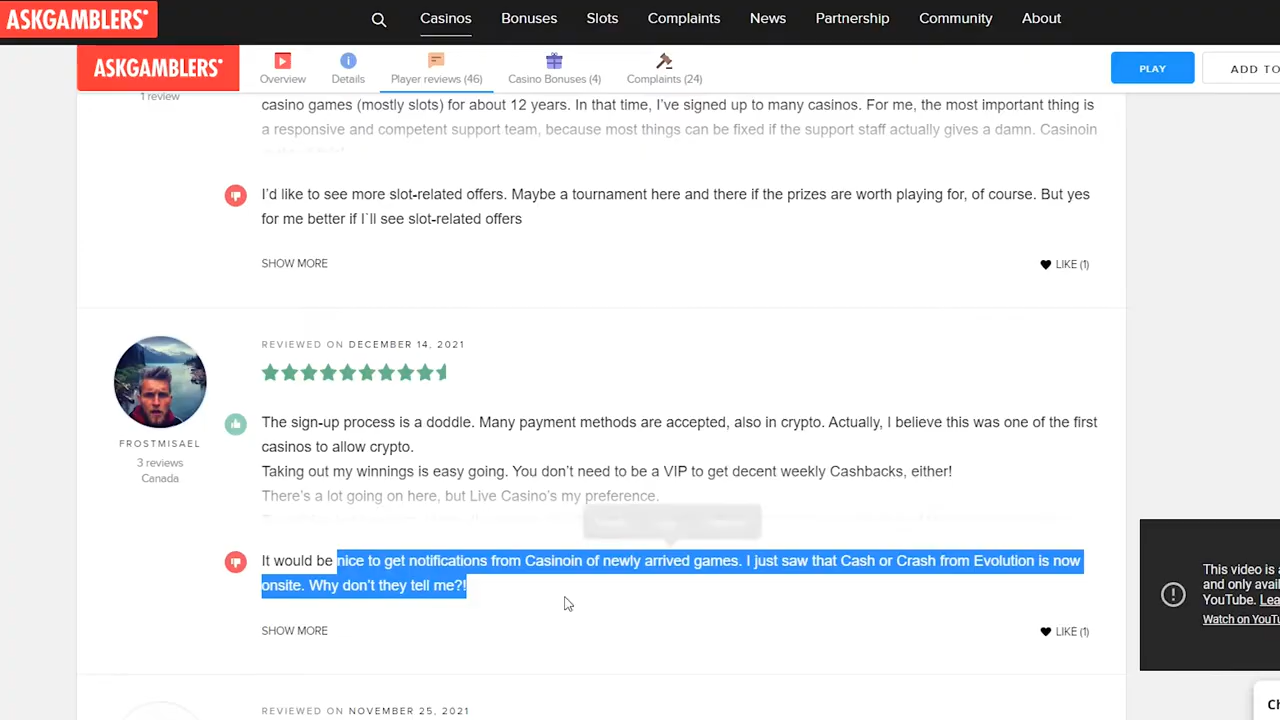 ASKGAMBLERS
Casinos Bonuses Slots Complaints News Partnership Community About
ASKGAMBLERS
Overview Details Player reviews (46) Casino Bonuses (4) Complaints (24)
PLAY
ADD TO
1 review
casino games (mostly slots) for about 12 years. In that time, I've signed up to many casinos. For me, the most important thing is
a responsive and competent support team, because most things can be fixed if the support staff actually gives a damn. Casinoin
I'd like to see more slot-related offers. Maybe a tournament here and there if the prizes are worth playing for, of course. But yes
for me better if I`ll see slot-related offers
SHOW MORE
LIKE (1)
REVIEWED ON DECEMBER 14, 2021
FROSTMISAEL
3 reviews
Canada
The sign-up process is a doddle. Many payment methods are accepted, also in crypto. Actually, I believe this was one of the first
casinos to allow crypto.
Taking out my winnings is easy going. You don't need to be a VIP to get decent weekly Cashbacks, either!
There's a lot going on here, but Live Casino's my preference.
It would be nice to get notifications from Casinoin of newly arrived games. I just saw that Cash or Crash from Evolution is now
onsite. Why don't they tell me?!
SHOW MORE
LIKE (1)
REVIEWED ON NOVEMBER 25, 2021
This video is
and only avai
YouTube. Lea
Watch on YouTu
Ch